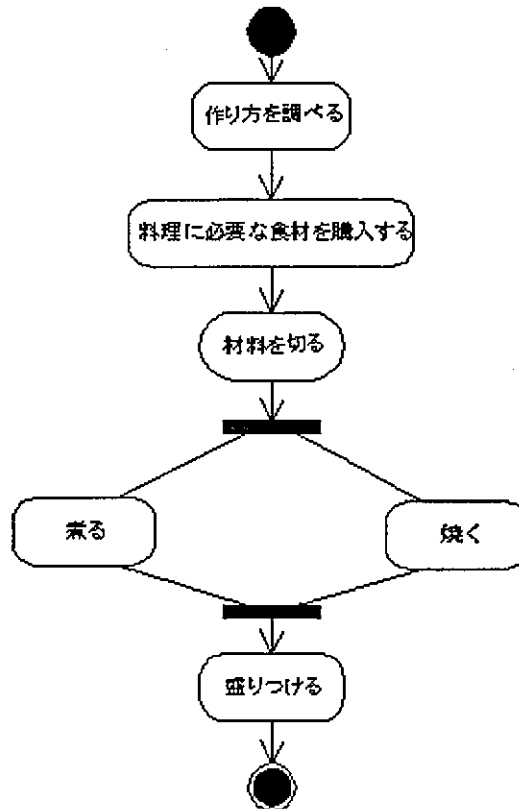 作り方を調べる
料理に必要な食材を購入する
材料を切る
煮る
焼く
盛りつける